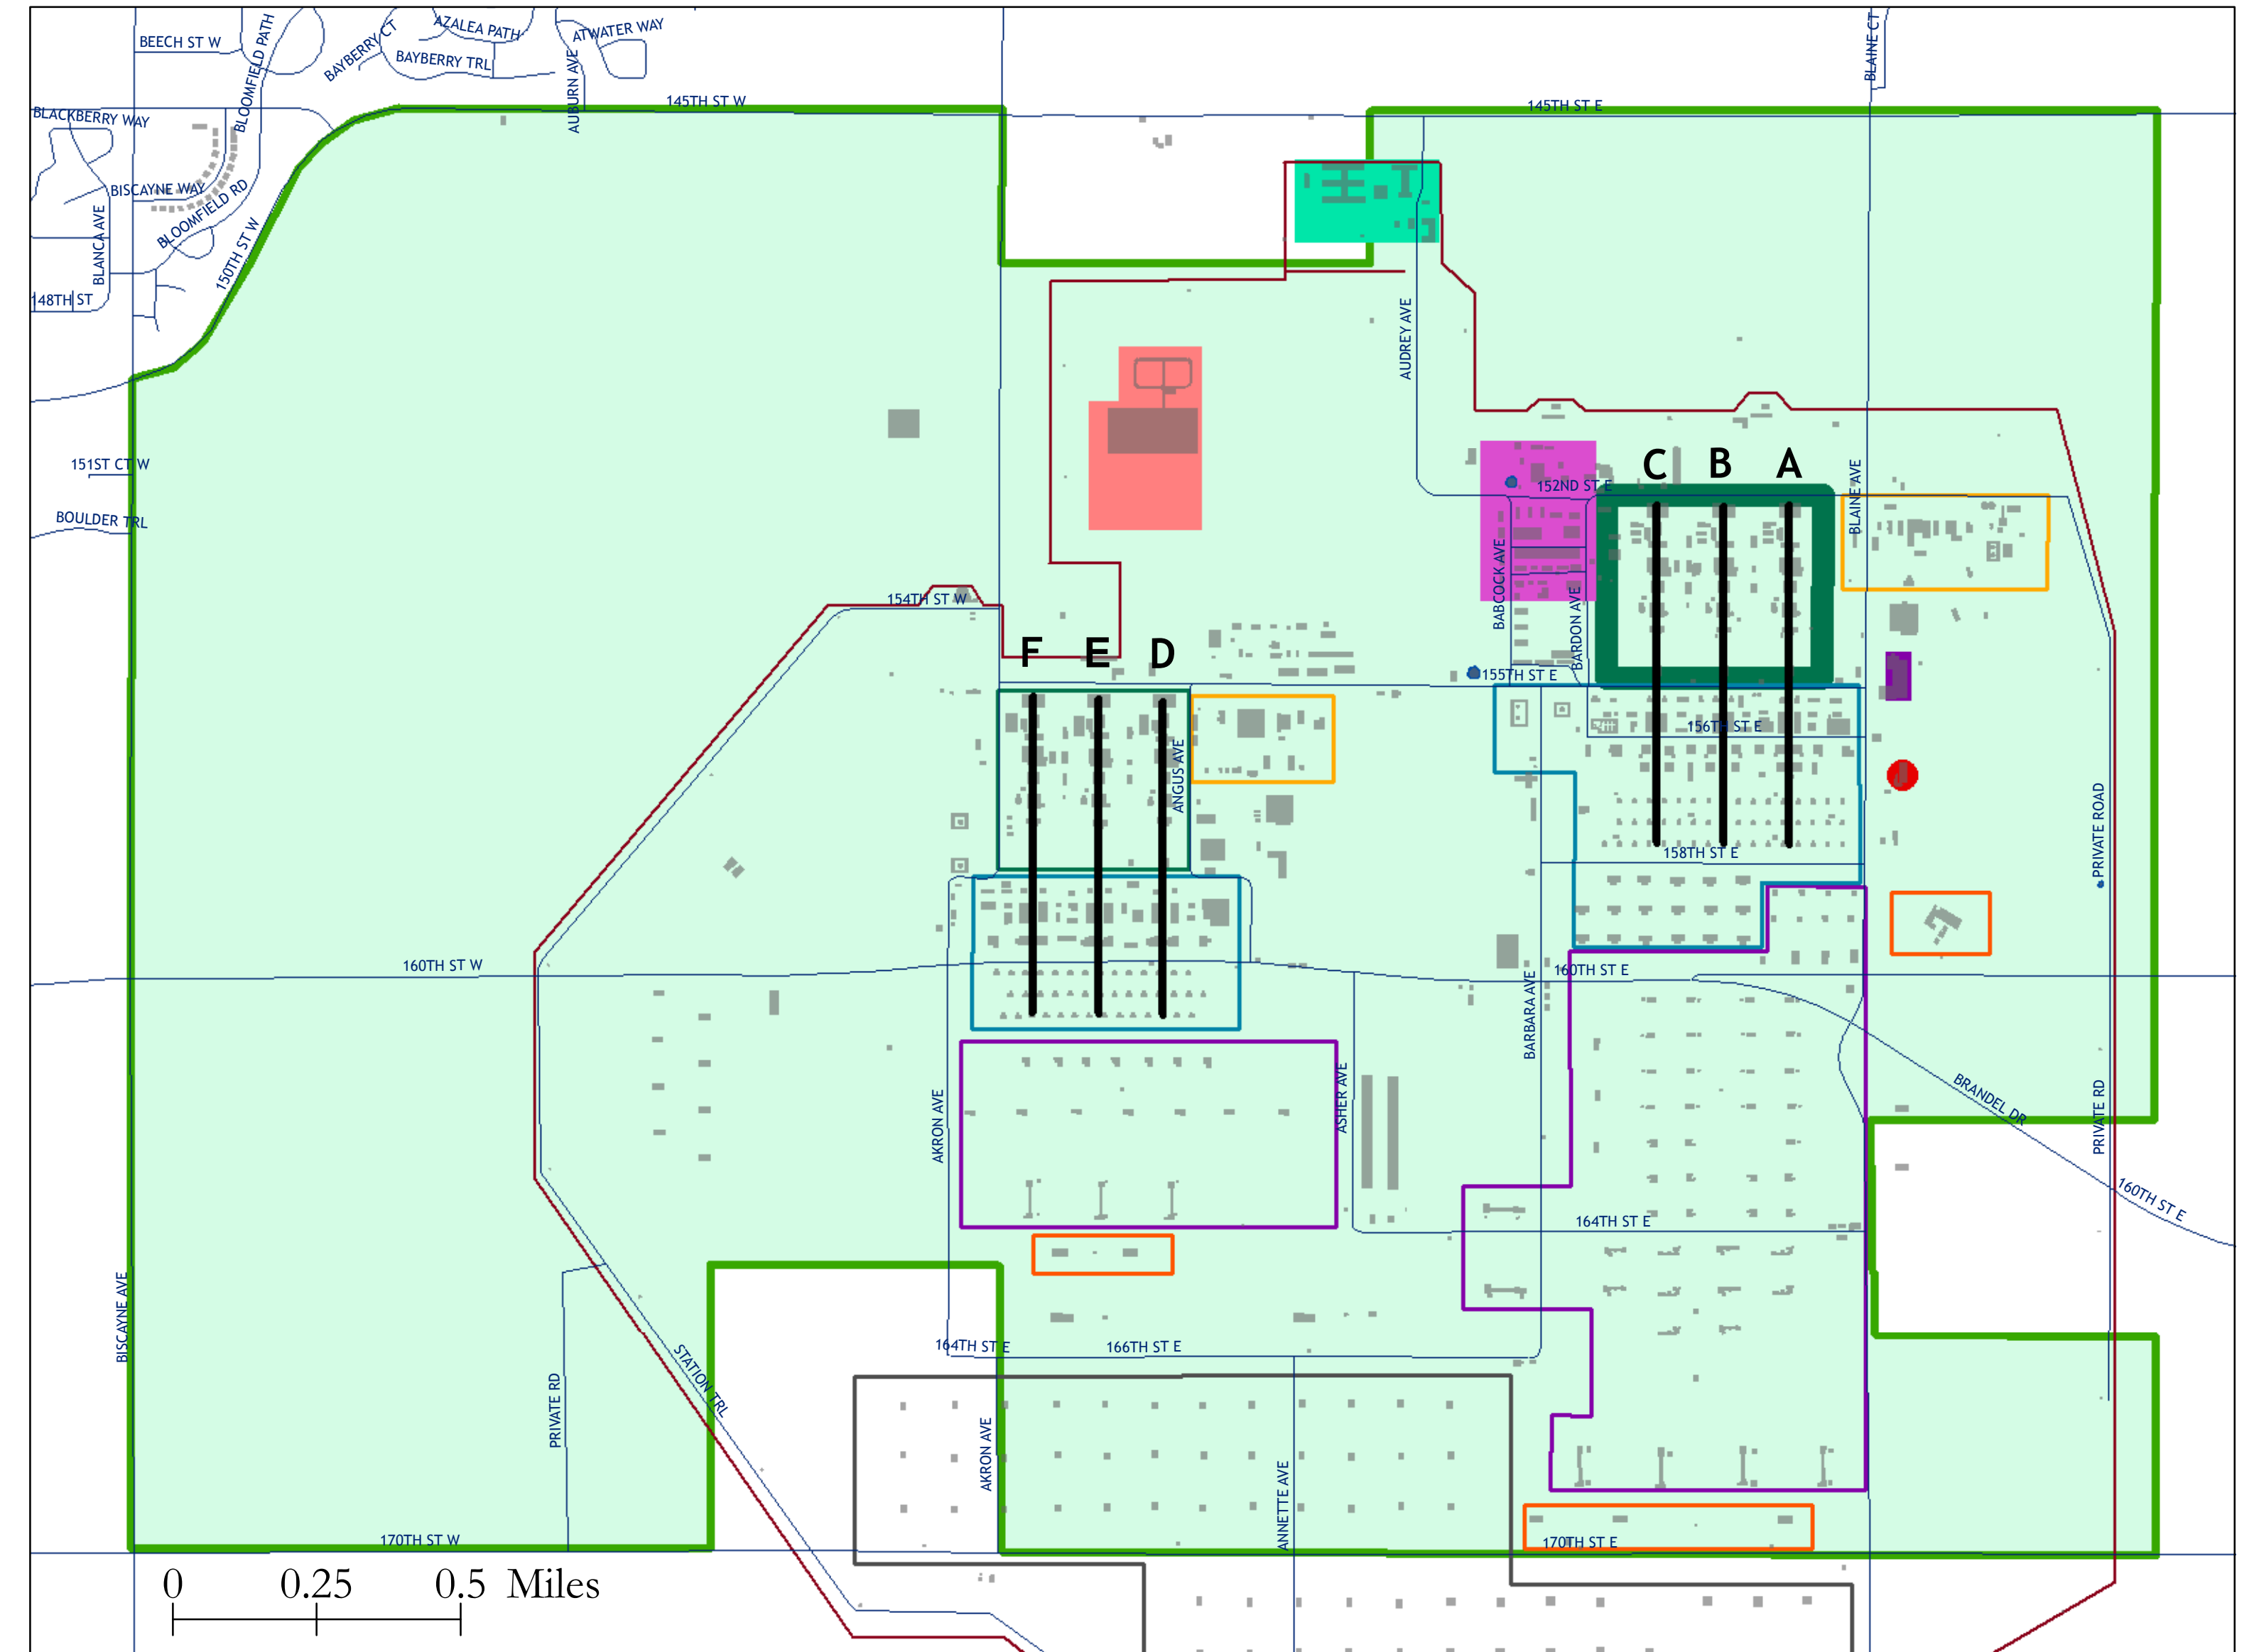 BEECH ST W
BLOOMFIELD PATH
BAYBERRY CT
AZALEA PATH
BAYBERRY TRL
ATWATER WAY
AUBURN AVE
BLAINE CT
145TH ST W
145TH ST E
BLACKBERRY WAY
BISCAYNE WAY
BLOOMFIELD RD
BLANCA AVE
150TH ST W
148TH ST
AUDREY AVE
151ST CT W
BOULDER TRL
C B A
152ND ST E
BLAINE AVE
BABCOCK AVE
BARDON AVE
154TH ST W
F E D
155TH ST E
156TH ST E
ANGUS AVE
PRIVATE ROAD
158TH ST E
160TH ST W
160TH ST E
BARBARA AVE
AKRON AVE
ASHER AVE
BRANDEL DR
PRIVATE RD
160TH ST E
164TH ST E
BISCAYNE AVE
164TH ST E
166TH ST E
STATION TRL
PRIVATE RD
AKRON AVE
ANNETTE AVE
170TH ST W
170TH ST E
0 0.25 0.5 Miles